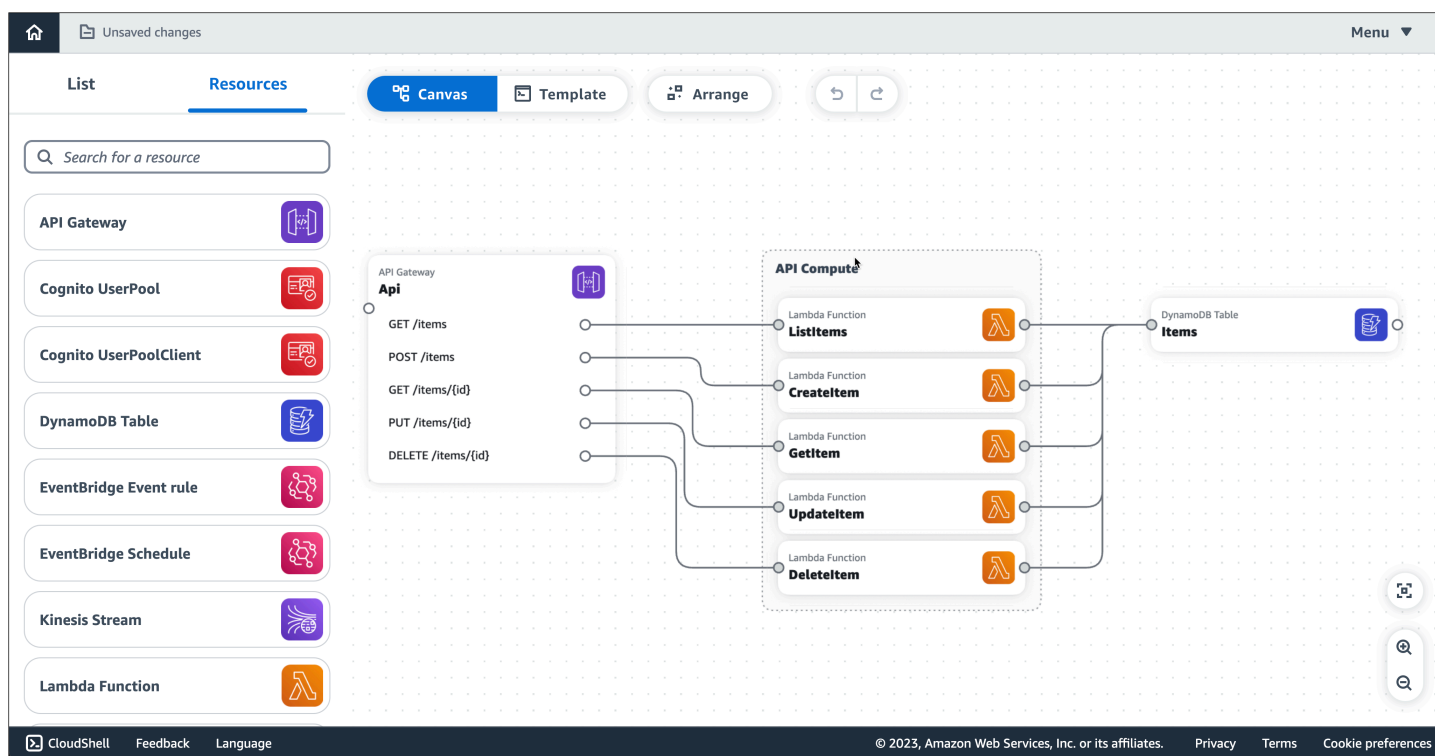 Unsaved changes
Menu
List
Resources
Canvas
Template
Arrange
Search for a resource
API Gateway
Cognito UserPool
Cognito UserPoolClient
DynamoDB Table
EventBridge Event rule
EventBridge Schedule
Kinesis Stream
Lambda Function
API Gateway
Api
GET /items
POST /items
GET /items/{id}
PUT /items/{id}
DELETE /items/{id}
API Compute
Lambda Function
ListItems
Lambda Function
CreateItem
Lambda Function
GetItem
Lambda Function
UpdateItem
Lambda Function
DeleteItem
DynamoDB Table
Items
CloudShell
Feedback
Language
© 2023, Amazon Web Services, Inc. or its affiliates.
Privacy
Terms
Cookie preferences